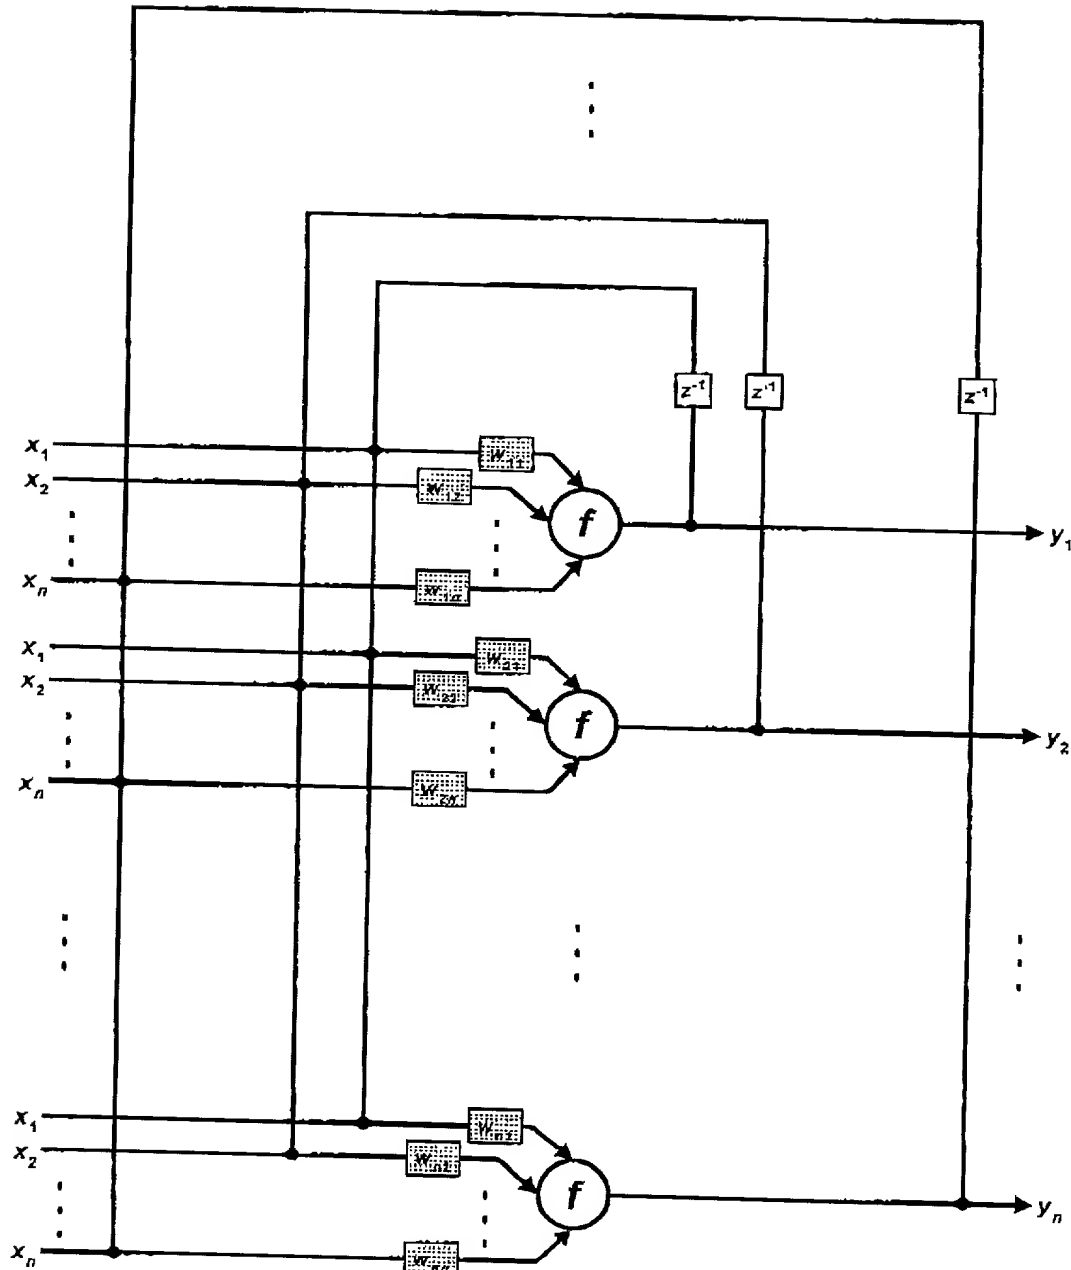 z⁻¹ z⁻¹ z⁻¹
x₁ w₁₁
x₂ w₁₂
f y₁
xₙ w₁ₙ
x₁ w₂₁
x₂ w₂₂
f y₂
xₙ w₂ₙ
x₁ wₙ₁
x₂ wₙ₂
f yₙ
xₙ wₙₙ